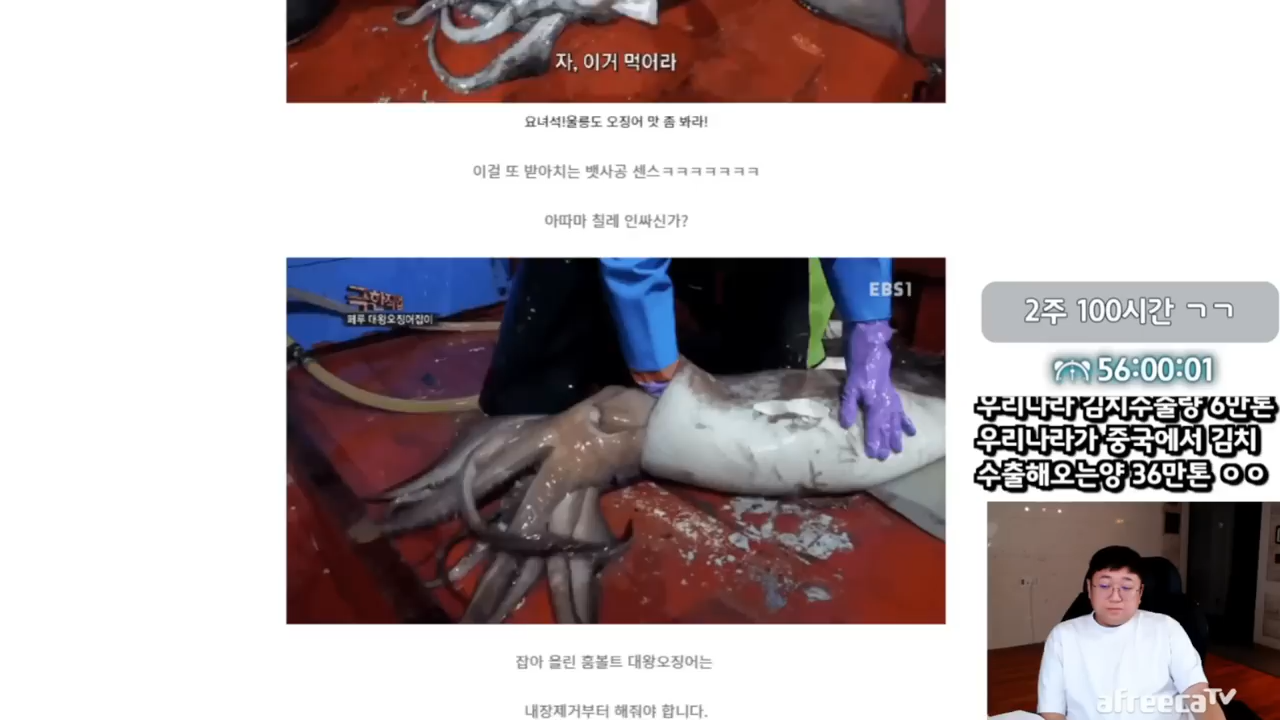 자, 이거 먹어라
요녀석!울릉도 오징어 맛 좀 봐라!
이걸 또 받아치는 뱃사공 센스ㅋㅋㅋㅋㅋㅋㅋ
아따마 칠레 인싸신가?
EBS1
극한직업
페루 대왕오징어잡이
2주 100시간 ㄱㄱ
56:00:01
우리나라 김치수출량 6만톤
우리나라가 중국에서 김치
수출해오는양 36만톤 ㅇㅇ
잡아 올린 훔볼트 대왕오징어는
내장제거부터 해줘야 합니다.
afreecaTV